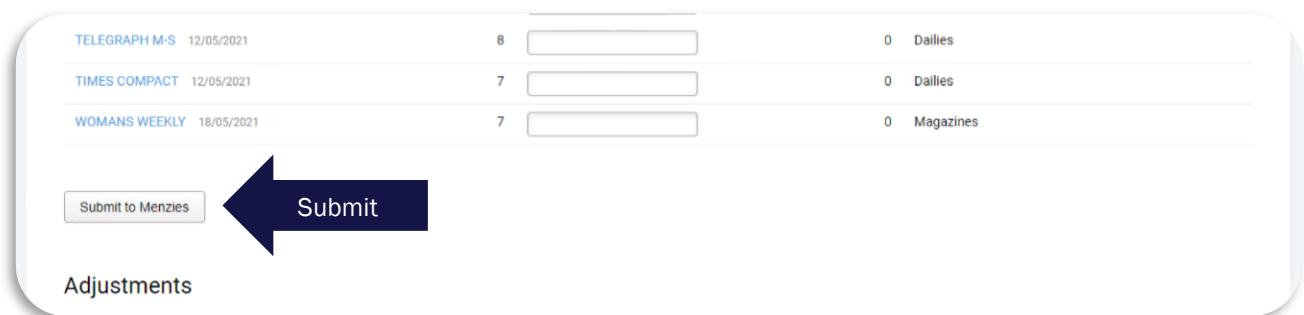 TELEGRAPH M-S 12/05/2021 8 0 Dailies
TIMES COMPACT 12/05/2021 7 0 Dailies
WOMANS WEEKLY 18/05/2021 7 0 Magazines
Submit to Menzies Submit
Adjustments